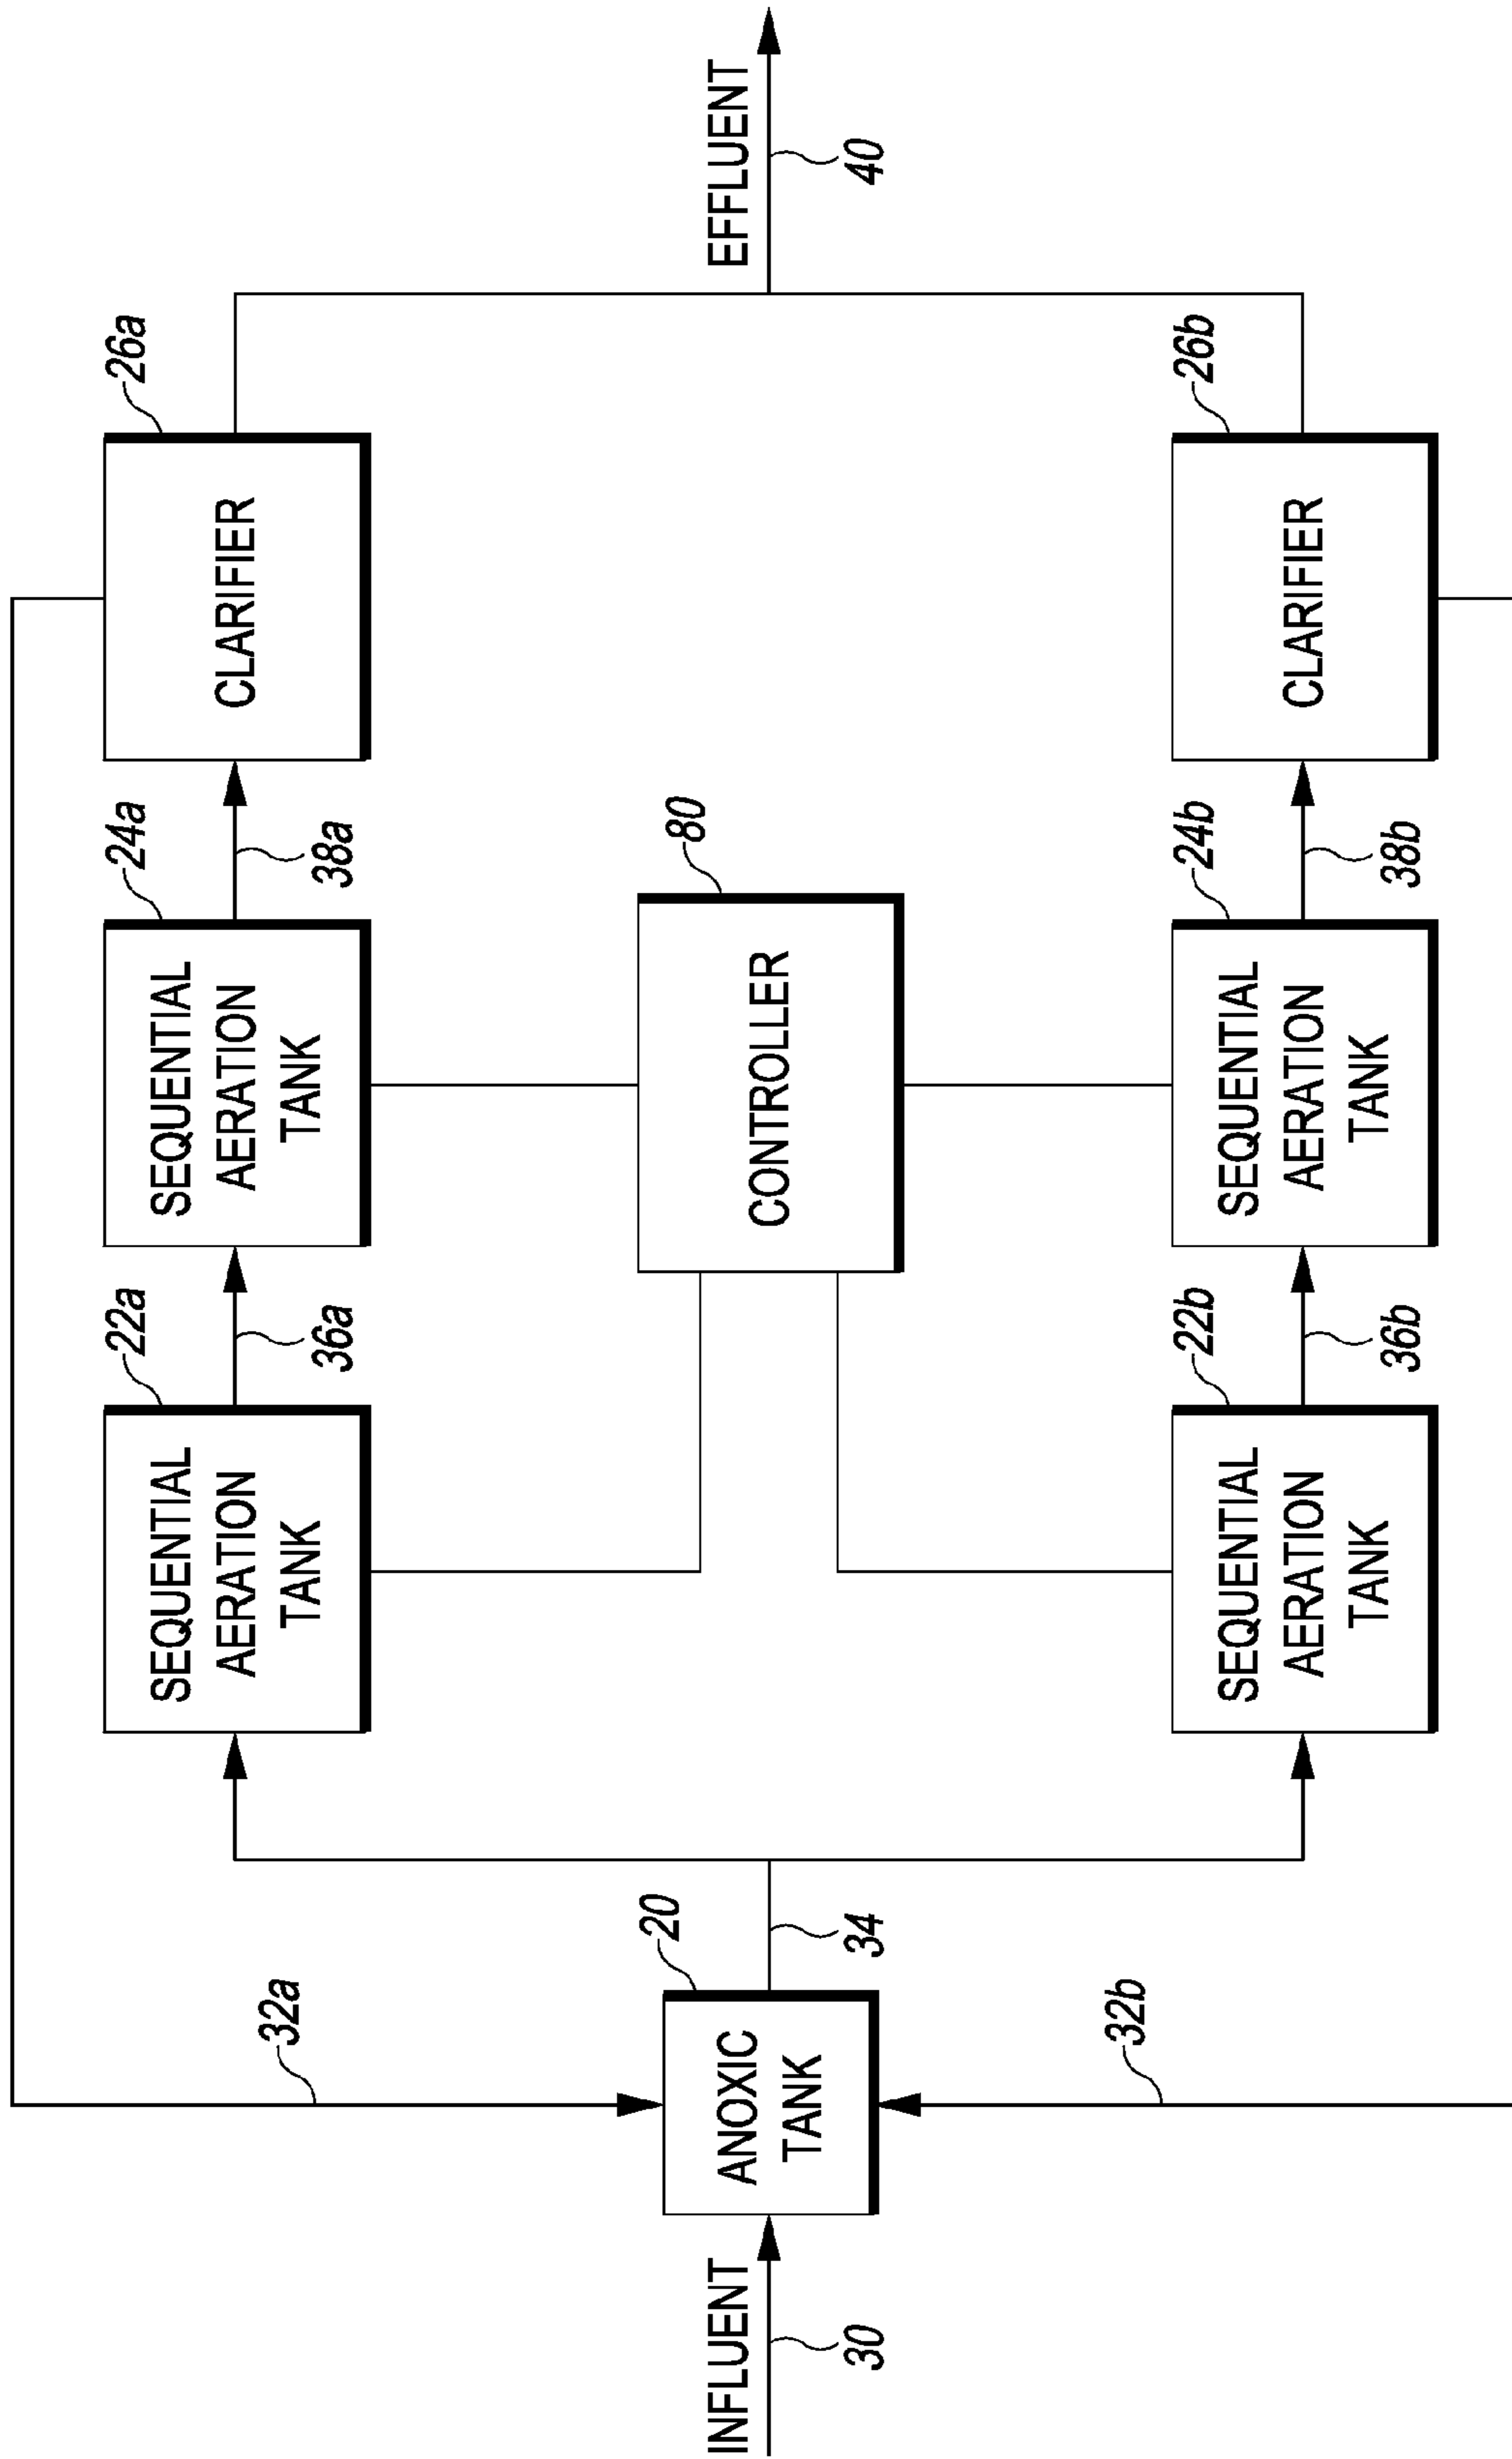 32a
22a
24a
26a
SEQUENTIAL
AERATION
TANK
SEQUENTIAL
AERATION
TANK
CLARIFIER
36a
38a
INFLUENT
30
20
ANOXIC
TANK
34
80
CONTROLLER
EFFLUENT
40
32b
22b
24b
26b
SEQUENTIAL
AERATION
TANK
SEQUENTIAL
AERATION
TANK
CLARIFIER
36b
38b